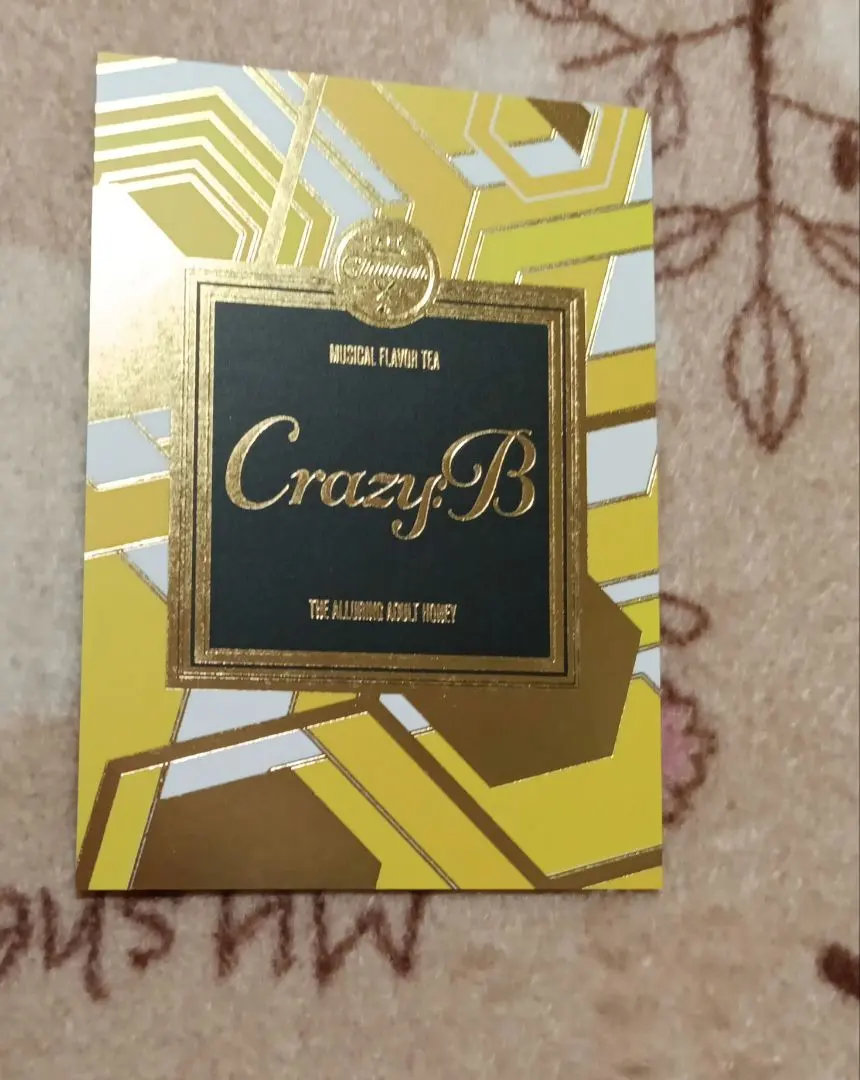 MUSICAL FLAVOR TEA
Crazy:B
THE ALLURING ADULT HONEY